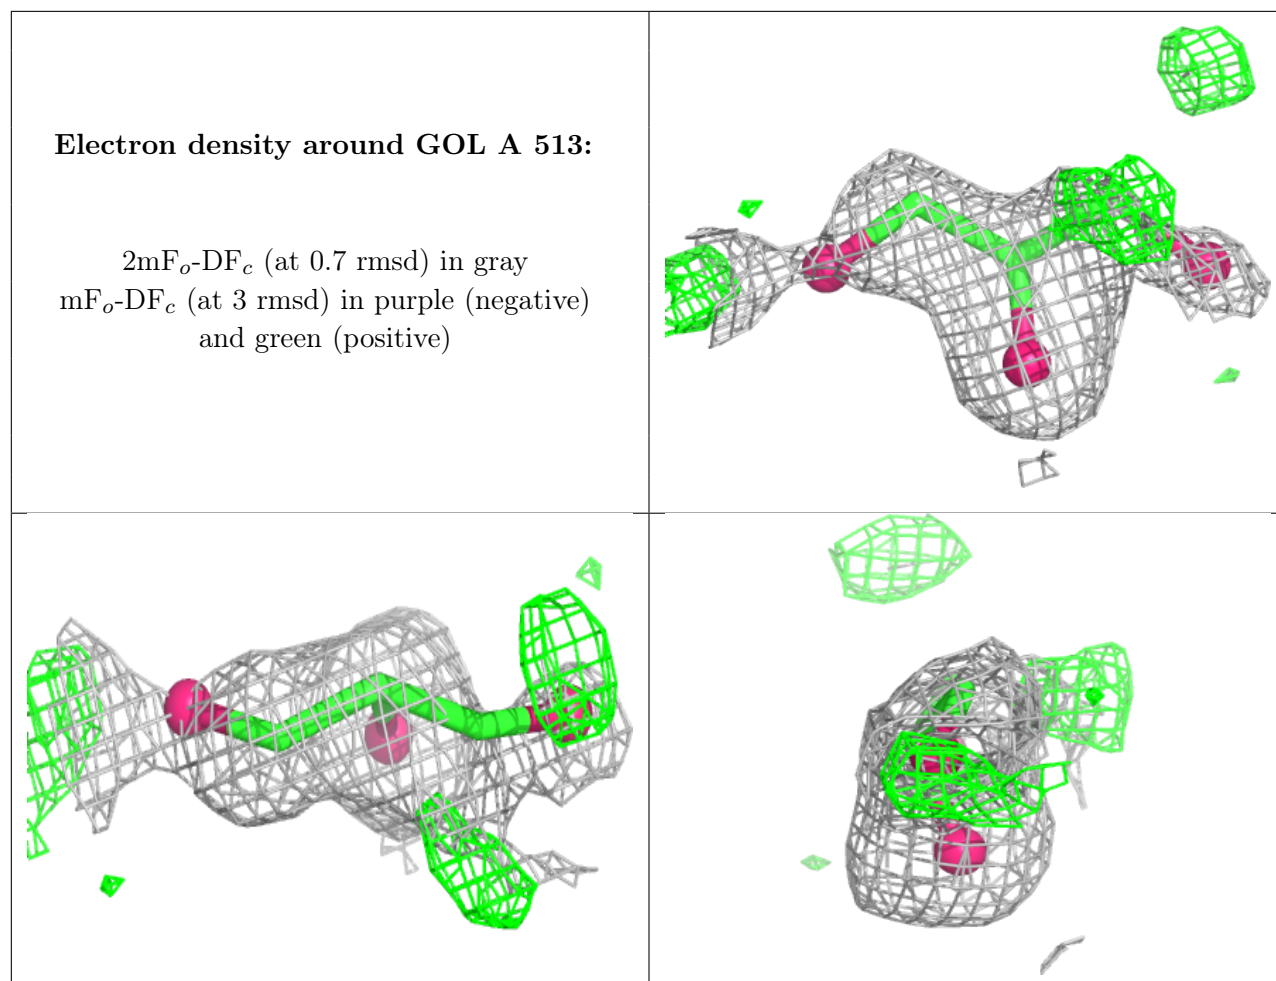 Electron density around GOL A 513:
2mFo-DFc (at 0.7 rmsd) in gray
mFo-DFc (at 3 rmsd) in purple (negative)
and green (positive)